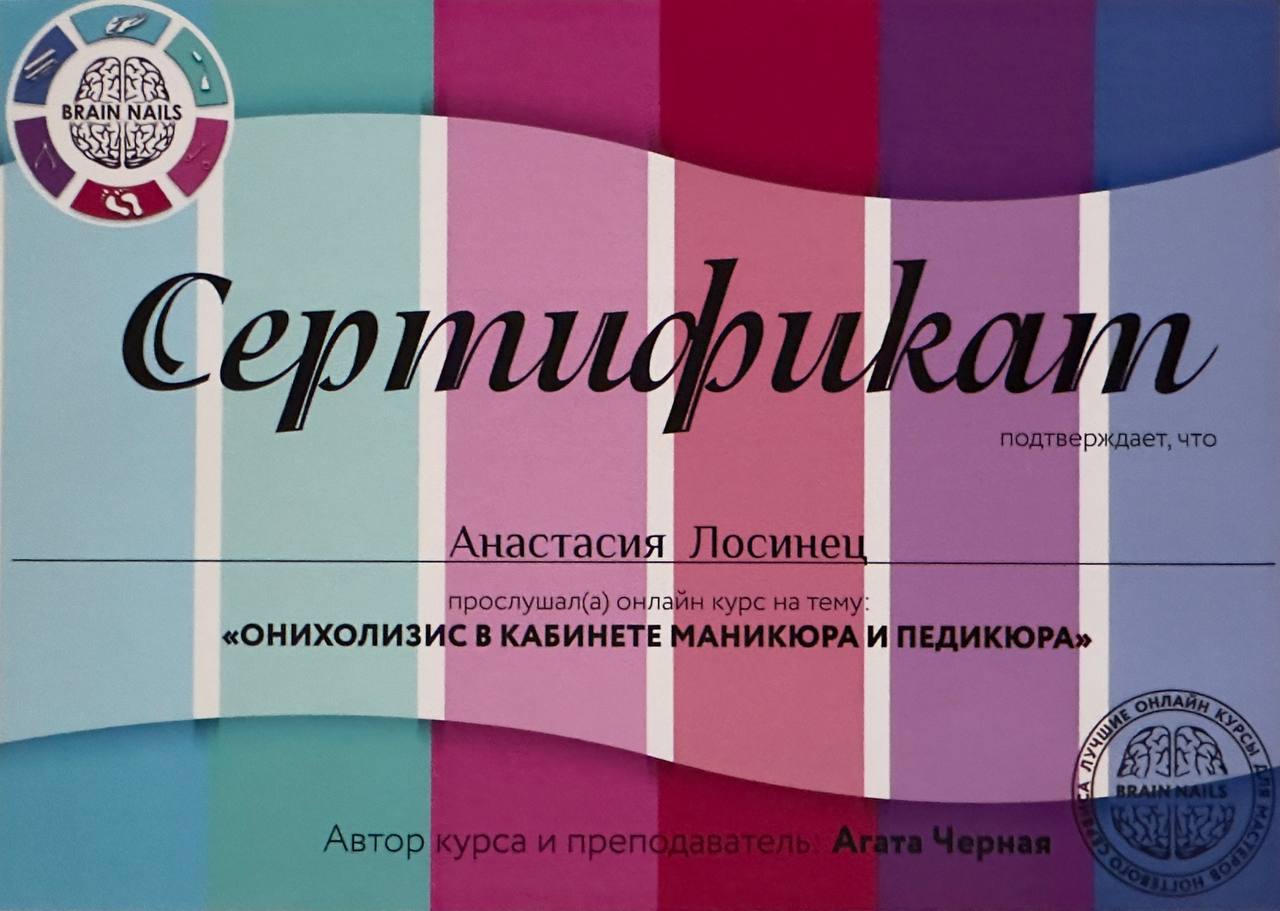 BRAIN NAILS
Сертификат
подтверждает, что
Анастасия Лосинец
прослушал(а) онлайн курс на тему:
«ОНИХОЛИЗИС В КАБИНЕТЕ МАНИКЮРА И ПЕДИКЮРА»
Автор курса и преподаватель: Агата Черная
ЛУЧШИЕ ОНЛАЙН КУРСЫ ДЛЯ МАСТЕРОВ НОГТЕВОГО СЕРВИСА
BRAIN NAILS